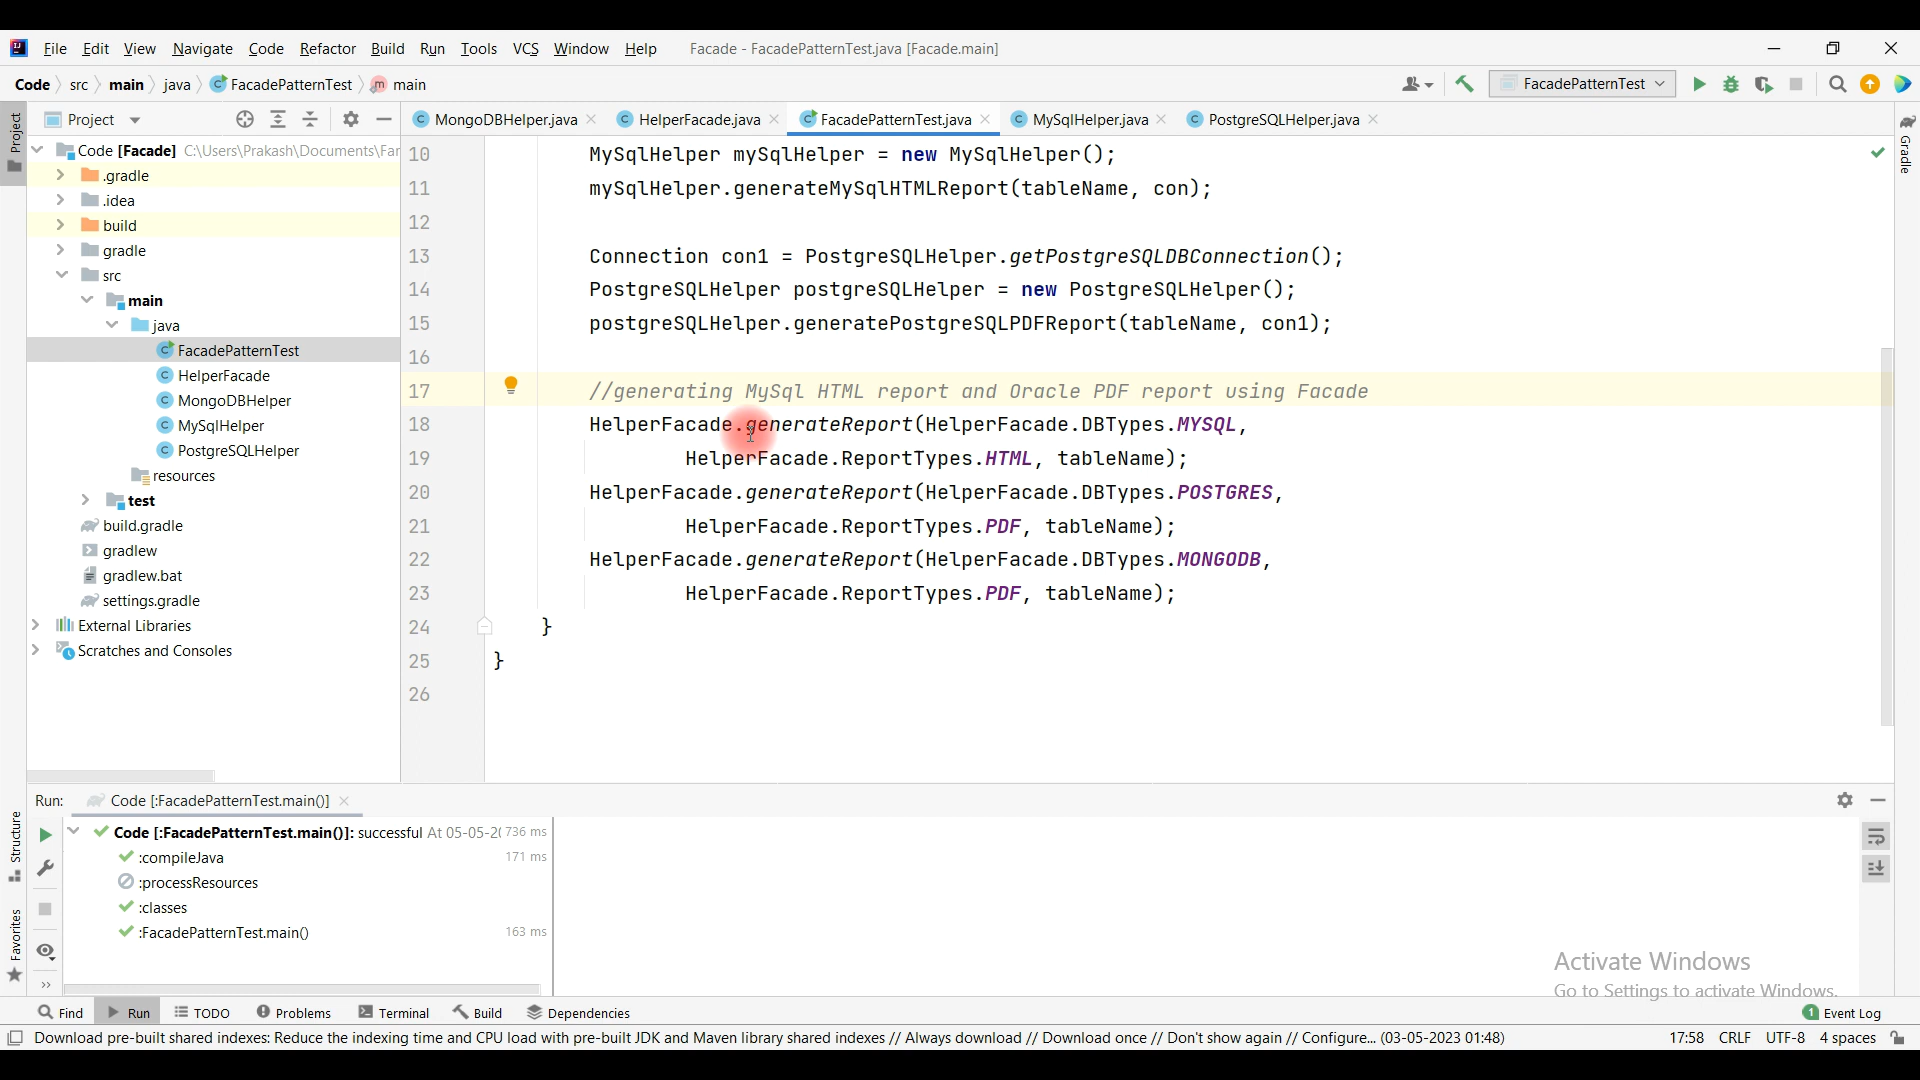 File Edit View Navigate Code Refactor Build Run Tools VCS Window Help Facade - FacadePatternTest.java [Facade.main]
Code src main java FacadePatternTest main FacadePatternTest
Project
MongoDBHelper.java HelperFacade.java FacadePatternTest.java MySqlHelper.java PostgreSQLHelper.java
Project
Gradle
Code [Facade] C:\Users\Prakash\Documents\Far
.gradle
.idea
build
gradle
src
main
java
FacadePatternTest
HelperFacade
MongoDBHelper
MySqlHelper
PostgreSQLHelper
resources
test
build.gradle
gradlew
gradlew.bat
settings.gradle
External Libraries
Scratches and Consoles
10 MySqlHelper mySqlHelper = new MySqlHelper();
11 mySqlHelper.generateMySqlHTMLReport(tableName, con);
12
13 Connection con1 = PostgreSQLHelper.getPostgreSQLDBConnection();
14 PostgreSQLHelper postgreSQLHelper = new PostgreSQLHelper();
15 postgreSQLHelper.generatePostgreSQLPDFReport(tableName, con1);
16
17 //generating MySql HTML report and Oracle PDF report using Facade
18 HelperFacade.generateReport(HelperFacade.DBTypes.MYSQL,
19 HelperFacade.ReportTypes.HTML, tableName);
20 HelperFacade.generateReport(HelperFacade.DBTypes.POSTGRES,
21 HelperFacade.ReportTypes.PDF, tableName);
22 HelperFacade.generateReport(HelperFacade.DBTypes.MONGODB,
23 HelperFacade.ReportTypes.PDF, tableName);
24 }
25 }
26
Run: Code [:FacadePatternTest.main()]
Structure
Favorites
Code [:FacadePatternTest.main()]: successful At 05-05-2( 736 ms
:compileJava 171 ms
:processResources
:classes
:FacadePatternTest.main() 163 ms
Activate Windows
Go to Settings to activate Windows.
Find Run TODO Problems Terminal Build Dependencies 1 Event Log
Download pre-built shared indexes: Reduce the indexing time and CPU load with pre-built JDK and Maven library shared indexes // Always download // Download once // Don't show again // Configure... (03-05-2023 01:48) 17:58 CRLF UTF-8 4 spaces